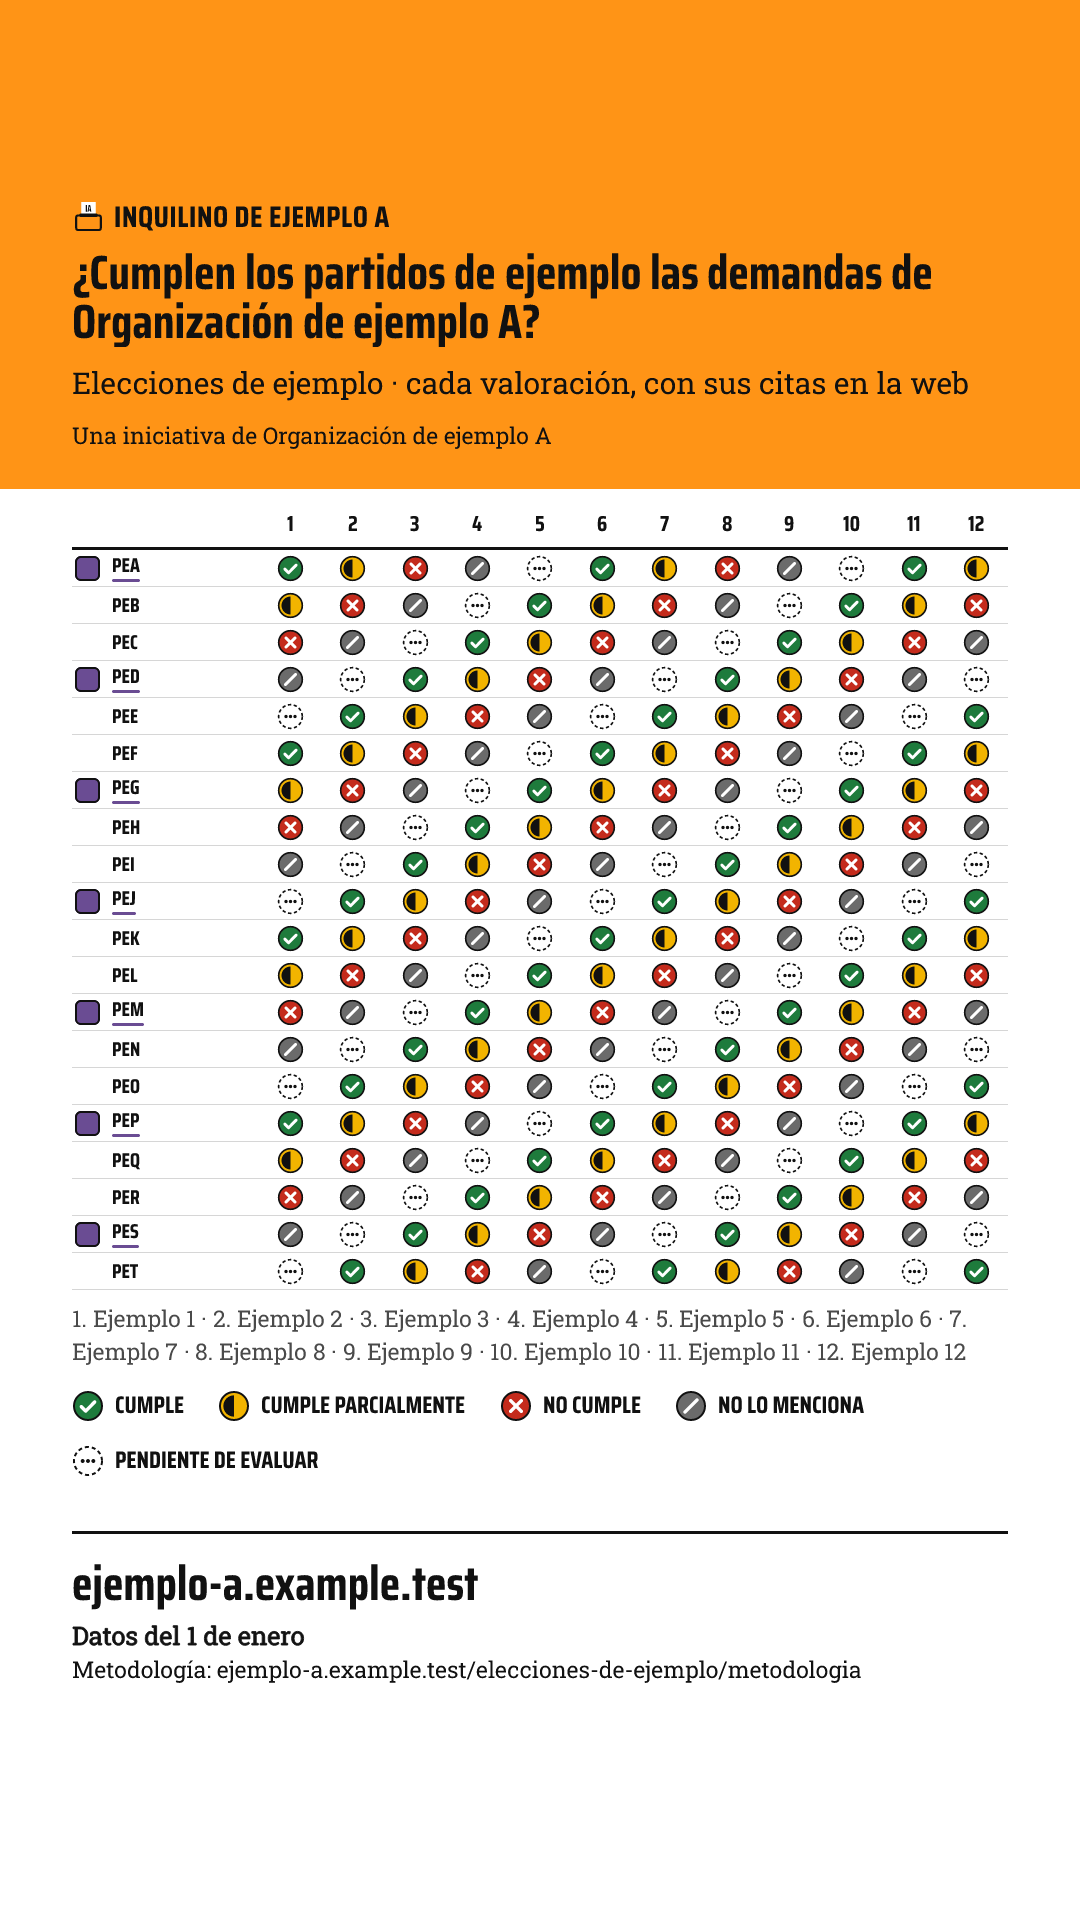 IA
INQUILINO DE EJEMPLO A
¿Cumplen los partidos de ejemplo las demandas de
Organización de ejemplo A?
Elecciones de ejemplo · cada valoración, con sus citas en la web
Una iniciativa de Organización de ejemplo A
1 2 3 4 5 6 7 8 9 10 11 12
PEA
PEB
PEC
PED
PEE
PEF
PEG
PEH
PEI
PEJ
PEK
PEL
PEM
PEN
PEO
PEP
PEQ
PER
PES
PET
1. Ejemplo 1 · 2. Ejemplo 2 · 3. Ejemplo 3 · 4. Ejemplo 4 · 5. Ejemplo 5 · 6. Ejemplo 6 · 7.
Ejemplo 7 · 8. Ejemplo 8 · 9. Ejemplo 9 · 10. Ejemplo 10 · 11. Ejemplo 11 · 12. Ejemplo 12
CUMPLE CUMPLE PARCIALMENTE NO CUMPLE NO LO MENCIONA
PENDIENTE DE EVALUAR
ejemplo-a.example.test
Datos del 1 de enero
Metodología: ejemplo-a.example.test/elecciones-de-ejemplo/metodologia